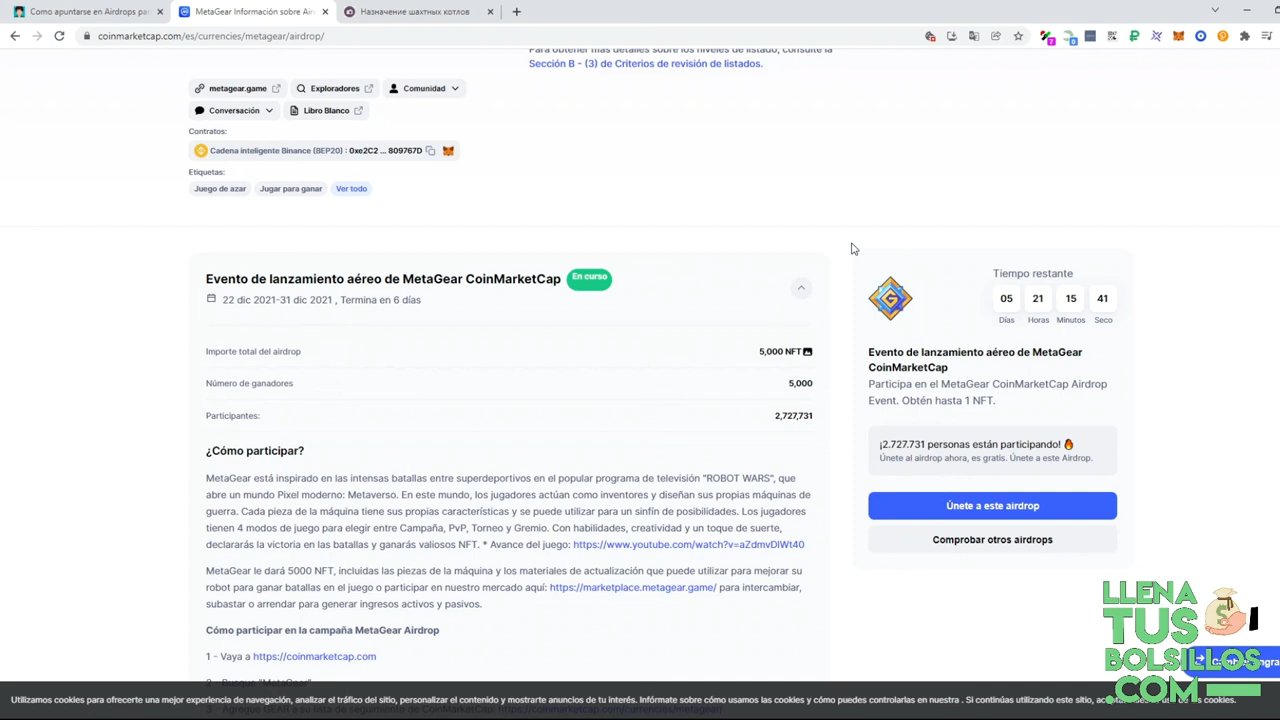 Como apuntarse en Airdrops pa
MetaGear Información sobre Air
Назначение шахтных котлов
coinmarketcap.com/es/currencies/metagear/airdrop/
Para obtener más detalles sobre los niveles de listado, consulte la
Sección B - (3) de Criterios de revisión de listados.
metagear.game
Exploradores
Comunidad
Conversación
Libro Blanco
Contratos:
Cadena inteligente Binance (BEP20) : 0xe2C2 ... 809767D
Etiquetas:
Juego de azar
Jugar para ganar
Ver todo
Evento de lanzamiento aéreo de MetaGear CoinMarketCap
En curso
22 dic 2021-31 dic 2021 , Termina en 6 días
Importe total del airdrop
5,000 NFT
Número de ganadores
5,000
Participantes:
2,727,731
¿Cómo participar?
MetaGear está inspirado en las intensas batallas entre superdeportivos en el popular programa de televisión "ROBOT WARS", que
abre un mundo Pixel moderno: Metaverso. En este mundo, los jugadores actúan como inventores y diseñan sus propias máquinas de
guerra. Cada pieza de la máquina tiene sus propias características y se puede utilizar para un sinfín de posibilidades. Los jugadores
tienen 4 modos de juego para elegir entre Campaña, PvP, Torneo y Gremio. Con habilidades, creatividad y un toque de suerte,
declararás la victoria en las batallas y ganarás valiosos NFT. * Avance del juego: https://www.youtube.com/watch?v=aZdmvDlWt40
MetaGear le dará 5000 NFT, incluidas las piezas de la máquina y los materiales de actualización que puede utilizar para mejorar su
robot para ganar batallas en el juego o participar en nuestro mercado aquí: https://marketplace.metagear.game/ para intercambiar,
subastar o arrendar para generar ingresos activos y pasivos.
Cómo participar en la campaña MetaGear Airdrop
1 - Vaya a https://coinmarketcap.com
2 - Busque "MetaGear"
Tiempo restante
05 21 15 41
Días Horas Minutos Seco
Evento de lanzamiento aéreo de MetaGear
CoinMarketCap
Participa en el MetaGear CoinMarketCap Airdrop
Event. Obtén hasta 1 NFT.
¡2.727.731 personas están participando!
Únete al airdrop ahora, es gratis. Únete a este Airdrop.
Únete a este airdrop
Comprobar otros airdrops
LLENA
TUS
BOLSILLOS
.COM
Utilizamos cookies para ofrecerte una mejor experiencia de navegación, analizar el tráfico del sitio, personalizar el contenido y mostrarte anuncios de tu interés. Infórmate sobre cómo usamos las cookies y cómo puedes controlarlas en nuestra . Si continúas utilizando este sitio, cookies.